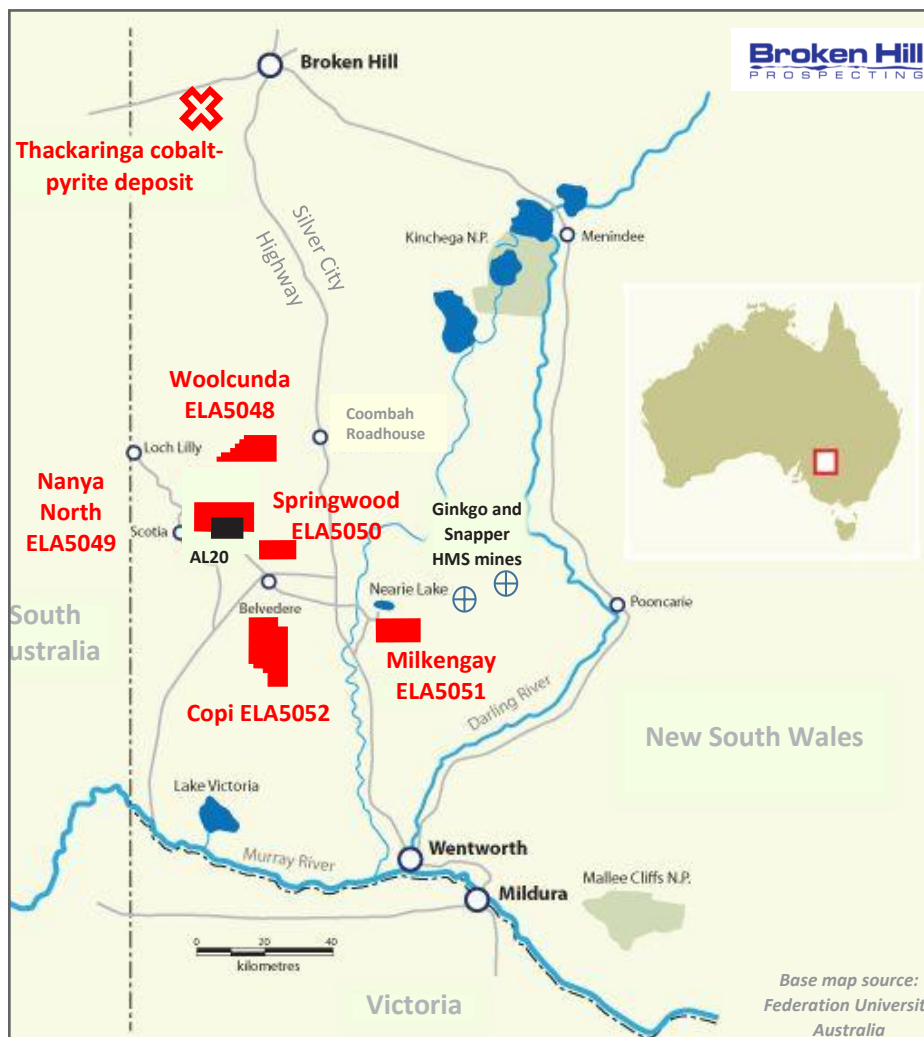 Broken Hill
Broken Hill
PROSPECTING
Thackaringa cobalt-
pyrite deposit
Silver City
Highway
Kinchega N.P.
Menindee
Woolcunda
ELA5048
Coombah
Roadhouse
Loch Lilly
Nanya
North
ELA5049
Springwood
ELA5050
Ginkgo and
Snapper
HMS mines
Scotia
AL20
Nearie Lake
Belvedere
Pooncarie
South
ustralia
Milkengay
ELA5051
Copi ELA5052
Darling River
New South Wales
Lake Victoria
Murray River
Wentworth
Mallee Cliffs N.P.
Mildura
0 20 40
kilometres
Victoria
Base map source:
Federation Universit
Australia